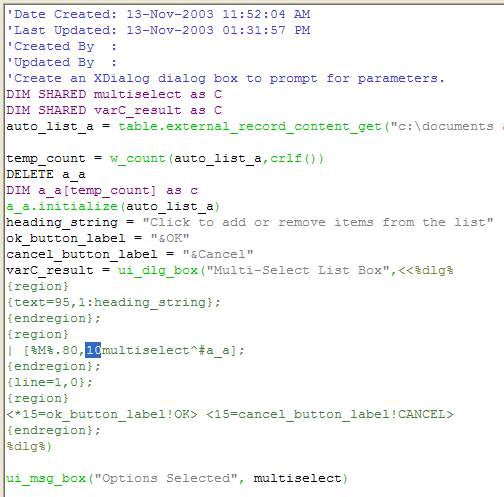 'Date Created: 13-Nov-2003 11:52:04 AM
'Last Updated: 13-Nov-2003 01:31:57 PM
'Created By  :
'Updated By  :
'Create an XDialog dialog box to prompt for parameters.
DIM SHARED multiselect as C
DIM SHARED varC_result as C
auto_list_a = table.external_record_content_get("c:\documents a
temp_count = w_count(auto_list_a,crlf())
DELETE a_a
DIM a_a[temp_count] as c
a_a.initialize(auto_list_a)
heading_string = "Click to add or remove items from the list"
ok_button_label = "&OK"
cancel_button_label = "&Cancel"
varC_result = ui_dlg_box("Multi-Select List Box",<<%dlg%
{region}
{text=95,1:heading_string};
{endregion};
{region}
| [%M%.80,10multiselect^#a_a];
{endregion};
{line=1,0};
{region}
<*15=ok_button_label!OK> <15=cancel_button_label!CANCEL>
{endregion};
%dlg%)
ui_msg_box("Options Selected", multiselect)